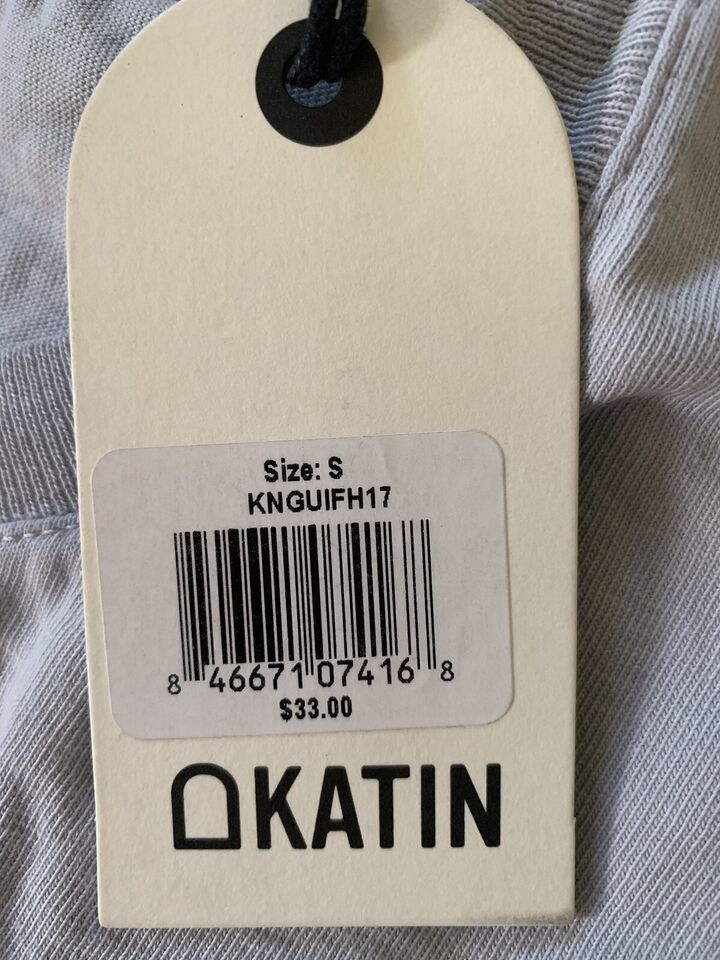 Size: S
KNGUIFH17
8 46671 07416 8
$33.00
KATIN